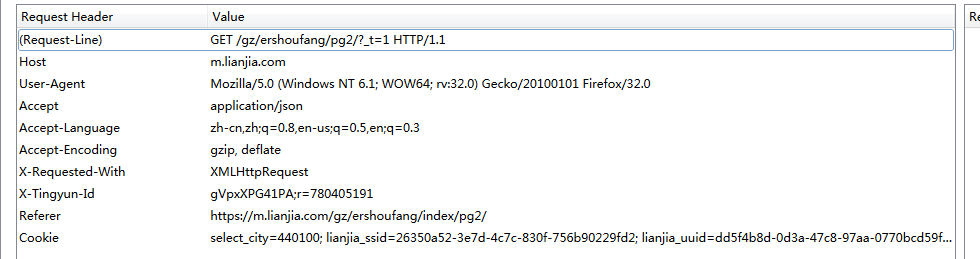 Request Header Value Re
(Request-Line) GET /gz/ershoufang/pg2/?_t=1 HTTP/1.1
Host m.lianjia.com
User-Agent Mozilla/5.0 (Windows NT 6.1; WOW64; rv:32.0) Gecko/20100101 Firefox/32.0
Accept application/json
Accept-Language zh-cn,zh;q=0.8,en-us;q=0.5,en;q=0.3
Accept-Encoding gzip, deflate
X-Requested-With XMLHttpRequest
X-Tingyun-Id gVpxXPG41PA;r=780405191
Referer https://m.lianjia.com/gz/ershoufang/index/pg2/
Cookie select_city=440100; lianjia_ssid=26350a52-3e7d-4c7c-830f-756b90229fd2; lianjia_uuid=dd5f4b8d-0d3a-47c8-97aa-0770bcd59f...